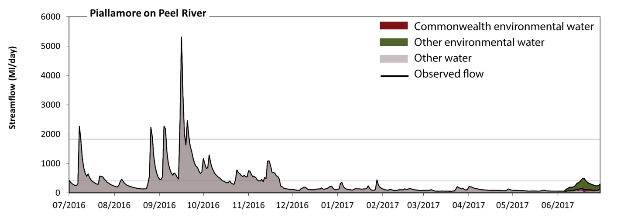 Piallamore on Peel River
Streamflow (Ml/day)
6000
5000
4000
3000
2000
1000
0
Commonwealth environmental water
Other environmental water
Other water
Observed flow
07/2016 08/2016 09/2016 10/2016 11/2016 12/2016 01/2017 02/2017 03/2017 04/2017 05/2017 06/2017